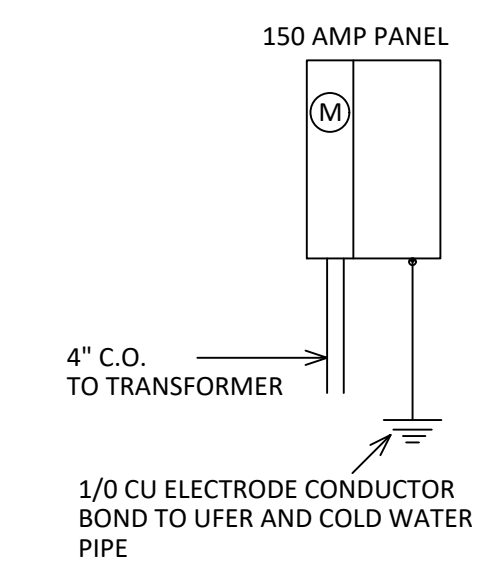 150 AMP PANEL
M
4" C.O.
TO TRANSFORMER
1/0 CU ELECTRODE CONDUCTOR
BOND TO UFER AND COLD WATER
PIPE